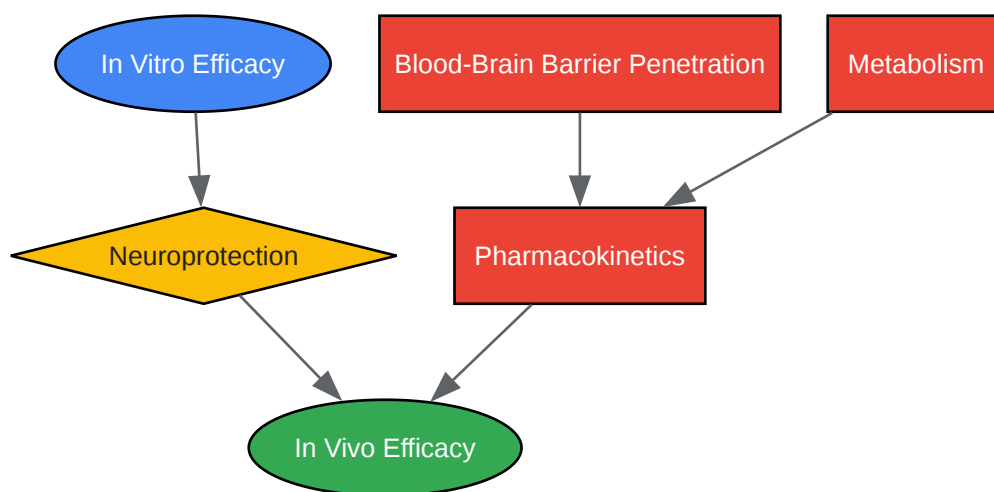 In Vitro Efficacy
Blood-Brain Barrier Penetration
Metabolism
Neuroprotection
Pharmacokinetics
In Vivo Efficacy